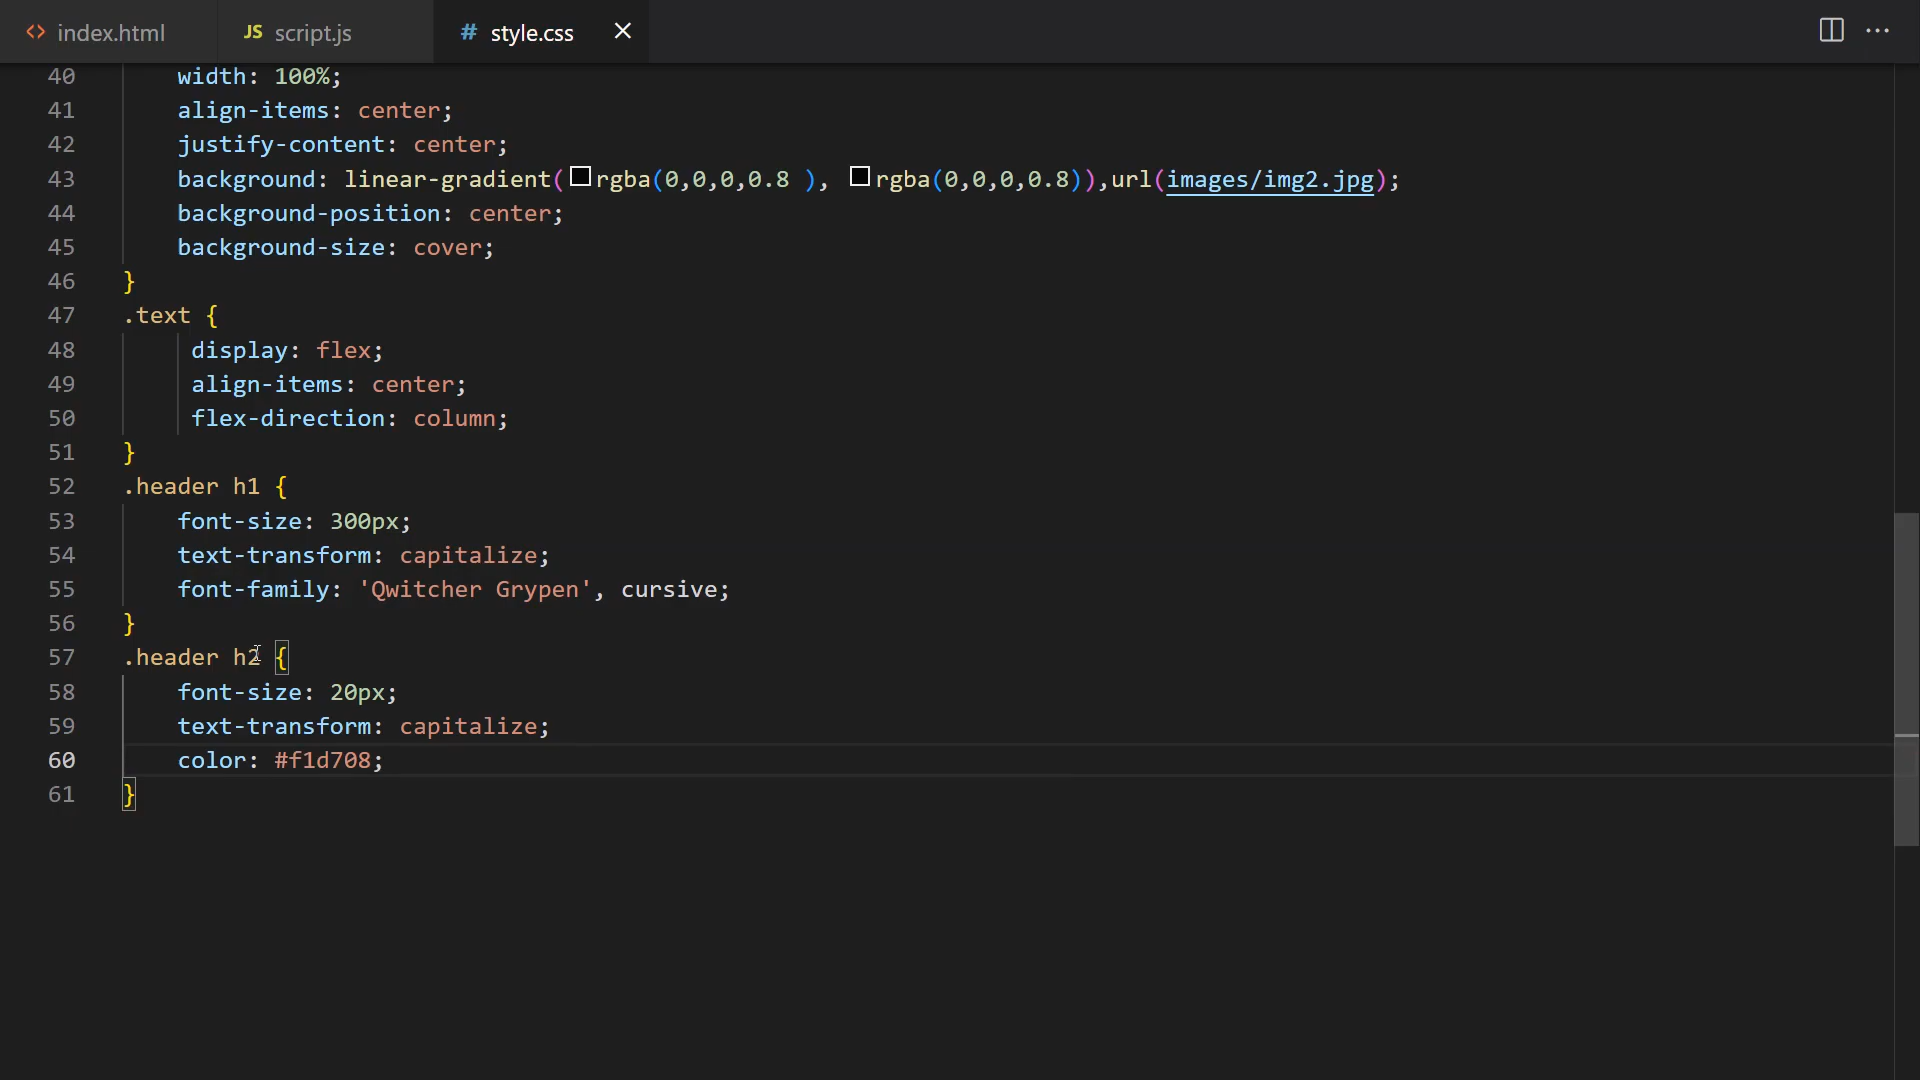 index.html
JS script.js
# style.css
40 width: 100%;
41 align-items: center;
42 justify-content: center;
43 background: linear-gradient(rgba(0,0,0,0.8 ), rgba(0,0,0,0.8)),url(images/img2.jpg);
44 background-position: center;
45 background-size: cover;
46 }
47 .text {
48 display: flex;
49 align-items: center;
50 flex-direction: column;
51 }
52 .header h1 {
53 font-size: 300px;
54 text-transform: capitalize;
55 font-family: 'Qwitcher Grypen', cursive;
56 }
57 .header h2 {
58 font-size: 20px;
59 text-transform: capitalize;
60 color: #f1d708;
61 }